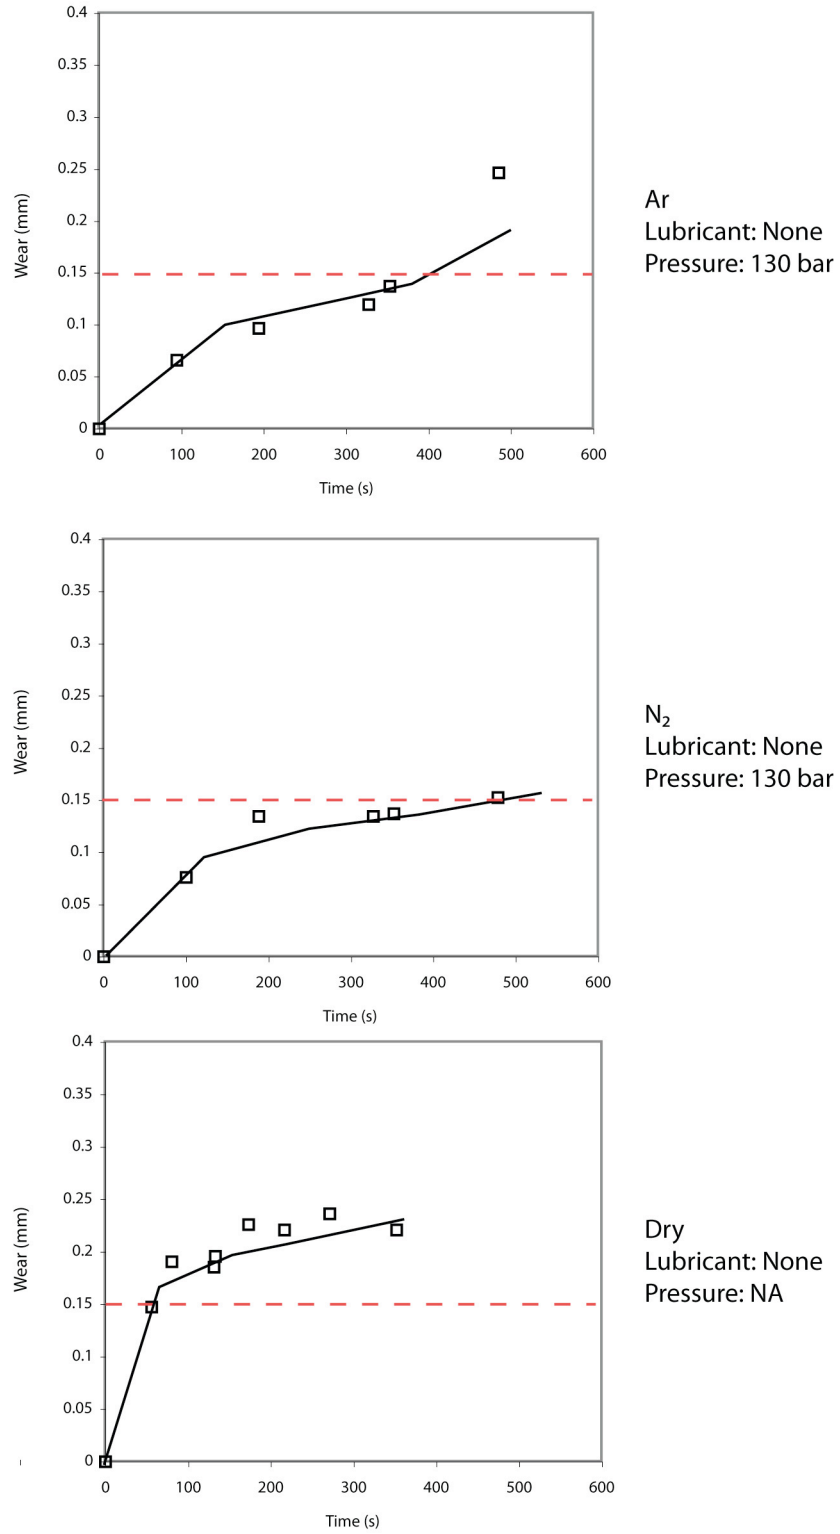 0.4
0.35
0.3
0.25
0.2
0.15
0.1
0.05
0
Wear (mm)
0 100 200 300 400 500 600
Time (s)
Ar
Lubricant: None
Pressure: 130 bar
0.4
0.35
0.3
0.25
0.2
0.15
0.1
0.05
0
Wear (mm)
0 100 200 300 400 500 600
Time (s)
N₂
Lubricant: None
Pressure: 130 bar
0.4
0.35
0.3
0.25
0.2
0.15
0.1
0.05
0
Wear (mm)
0 100 200 300 400 500 600
Time (s)
Dry
Lubricant: None
Pressure: NA